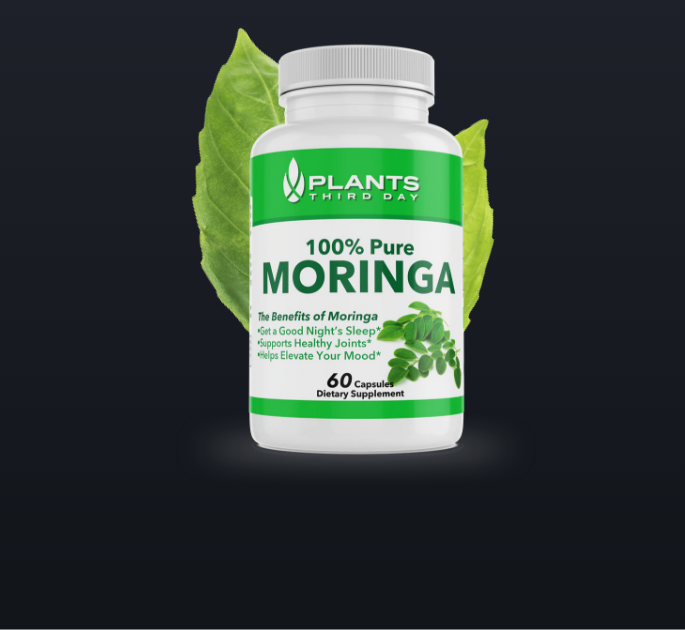 PLANTS
THIRD DAY
100% Pure
MORINGA
The Benefits of Moringa
•Get a Good Night's Sleep*
•Supports Healthy Joints*
•Helps Elevate Your Mood*
60 Capsules
Dietary Supplement